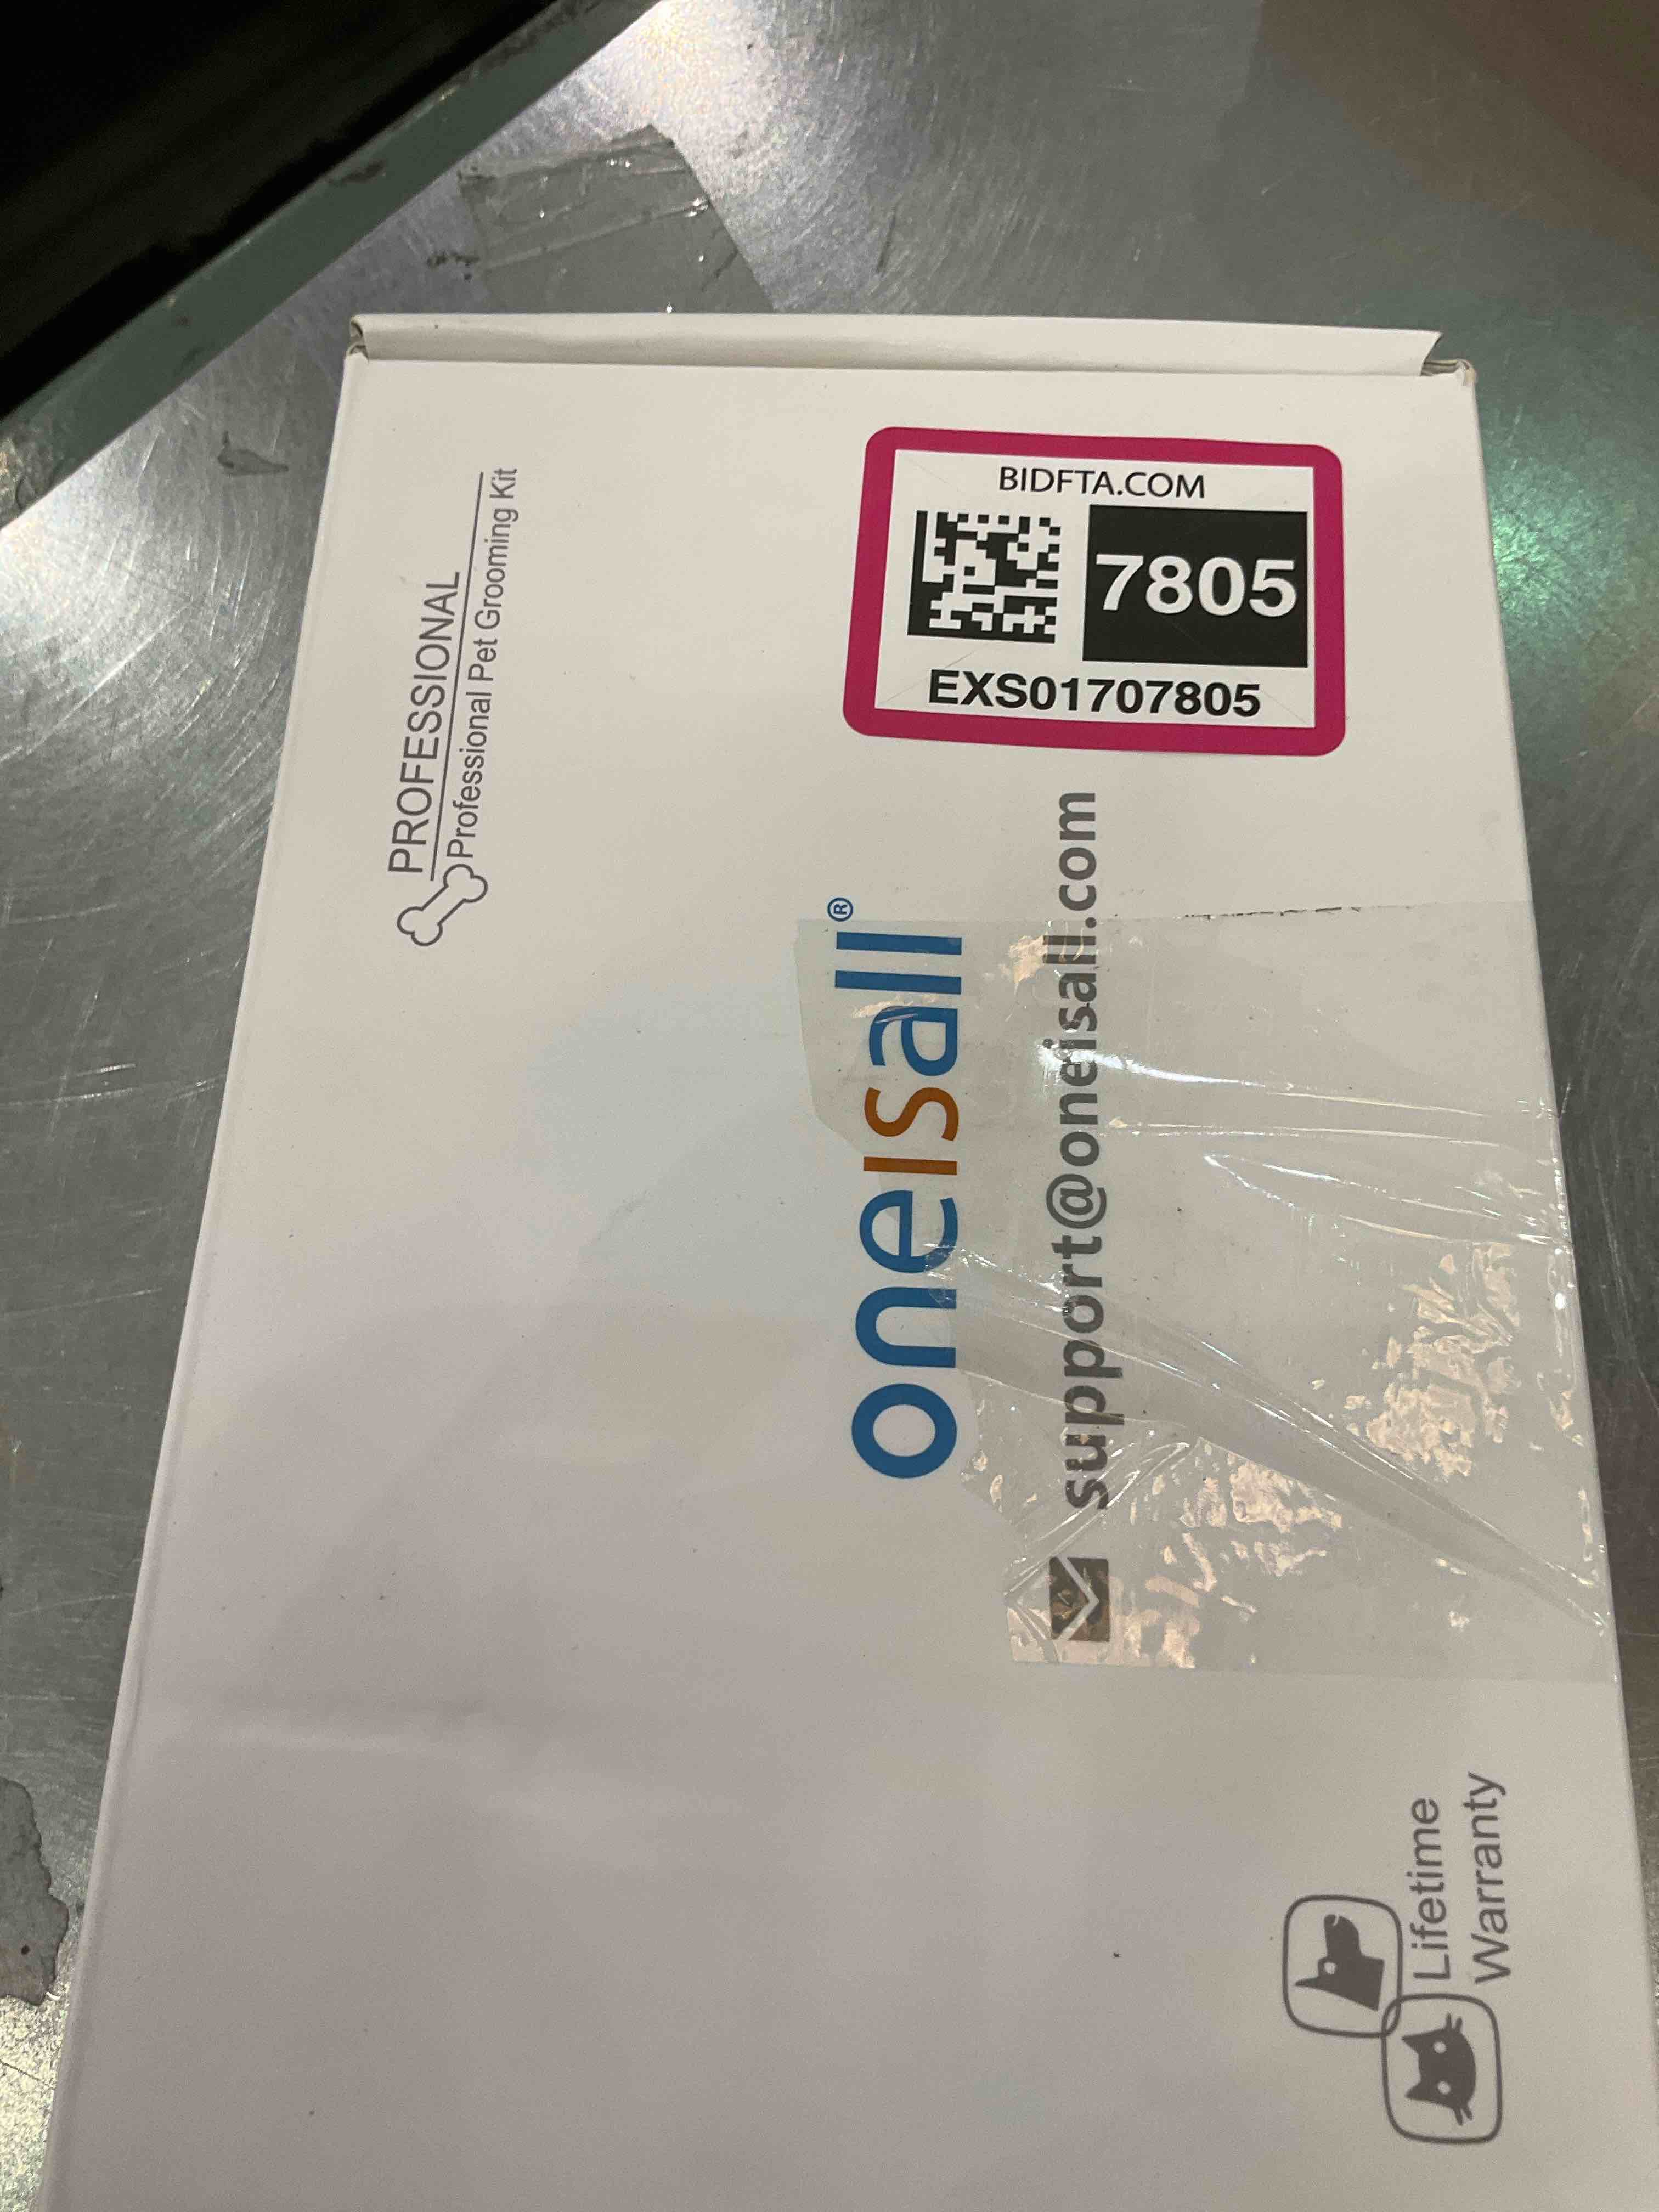 BIDFTA.COM
7805
EXS01707805
PROFESSIONAL
Professional Pet Grooming Kit
oneisall®
support@oneisall.com
Lifetime
Warranty